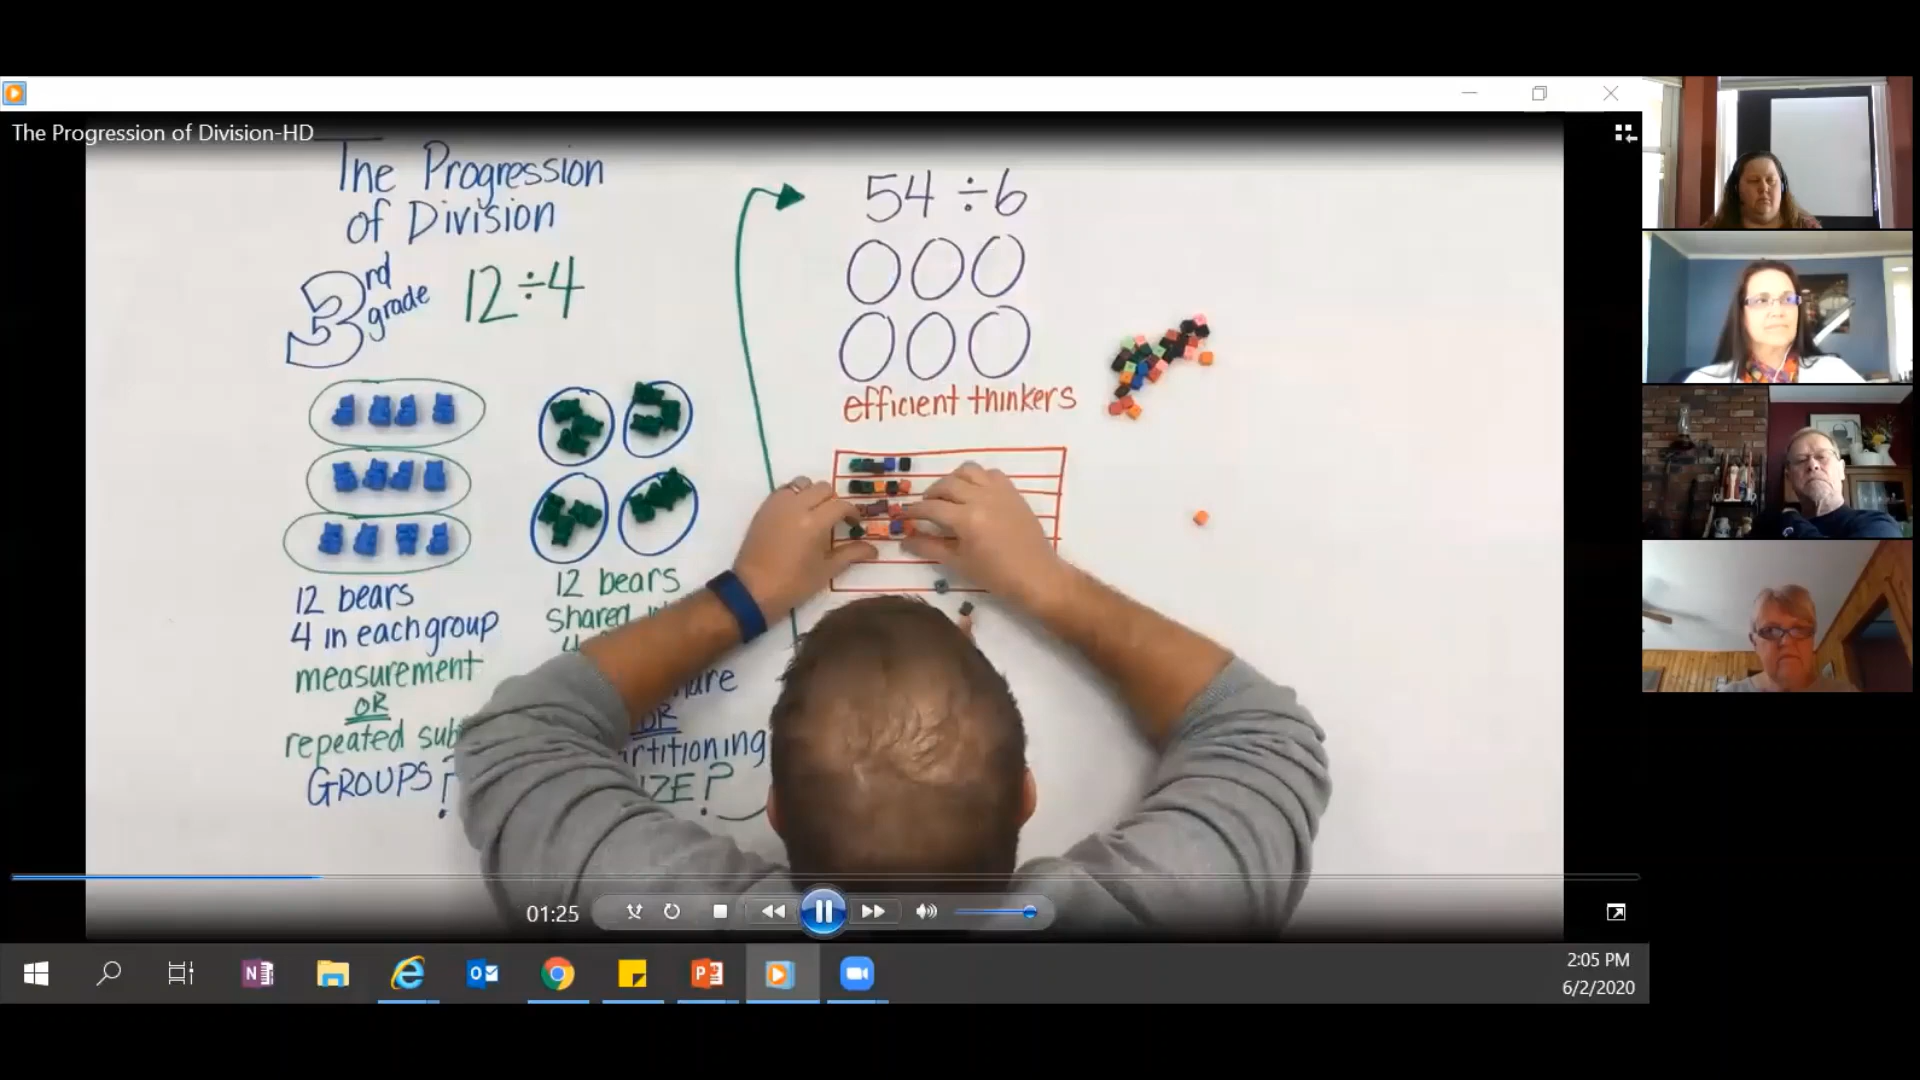 The Progression of Division-HD
The Progression
of Division
3rd
grade
12÷4
12 bears
4 in each group
measurement
OR
repeated
GROUPS?
12 bears
shared
OR
SIZE?
54 ÷6
efficient thinkers
01:25
2:05 PM
6/2/2020